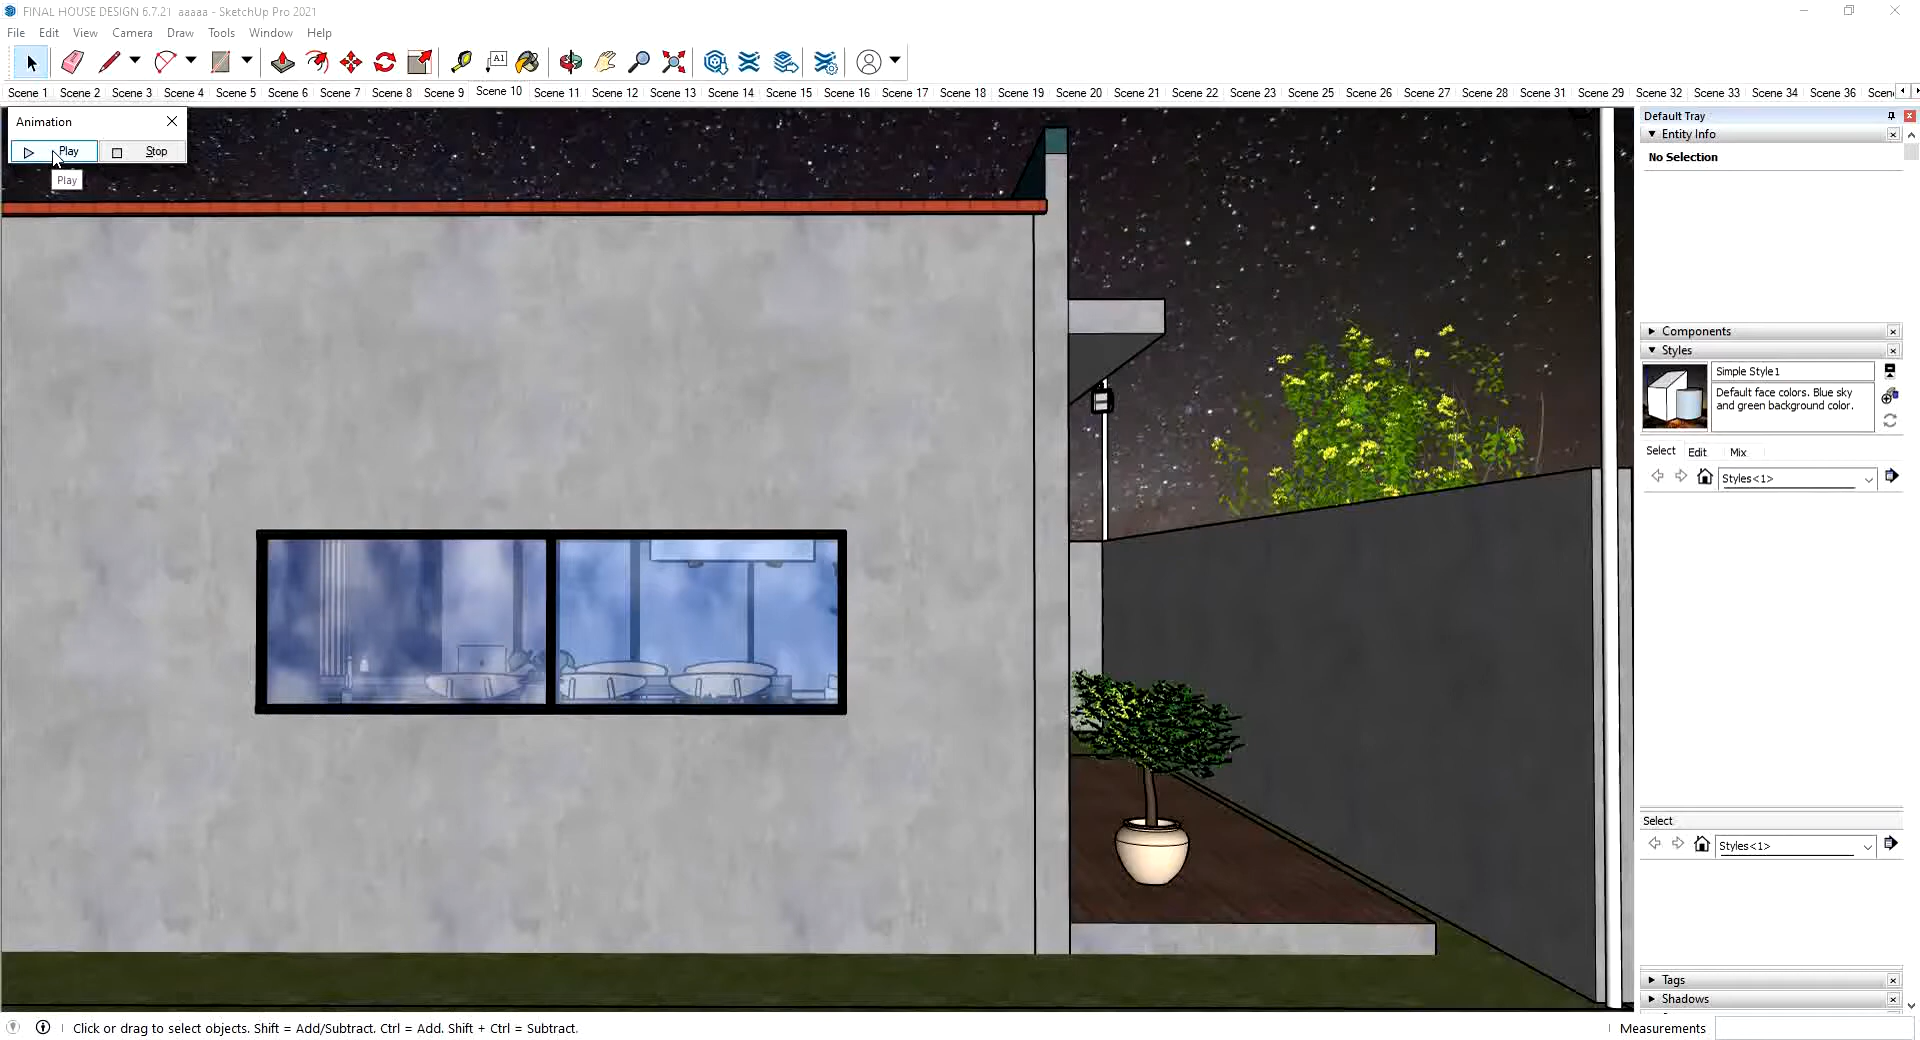 FINAL HOUSE DESIGN 6.7.21 aaaaa - SketchUp Pro 2021
File Edit View Camera Draw Tools Window Help
A1
Scene 1 Scene 2 Scene 3 Scene 4 Scene 5 Scene 6 Scene 7 Scene 8 Scene 9 Scene 10 Scene 11 Scene 12 Scene 13 Scene 14 Scene 15 Scene 16 Scene 17 Scene 18 Scene 19 Scene 20 Scene 21 Scene 22 Scene 23 Scene 25 Scene 26 Scene 27 Scene 28 Scene 31 Scene 29 Scene 32 Scene 33 Scene 34 Scene 36
Animation
Play Stop
Play
Default Tray
Entity Info
No Selection
Components
Styles
Simple Style1
Default face colors. Blue sky
and green background color.
Select Edit Mix
Styles<1>
Select
Styles<1>
Tags
Shadows
Click or drag to select objects. Shift = Add/Subtract. Ctrl = Add. Shift + Ctrl = Subtract.
Measurements